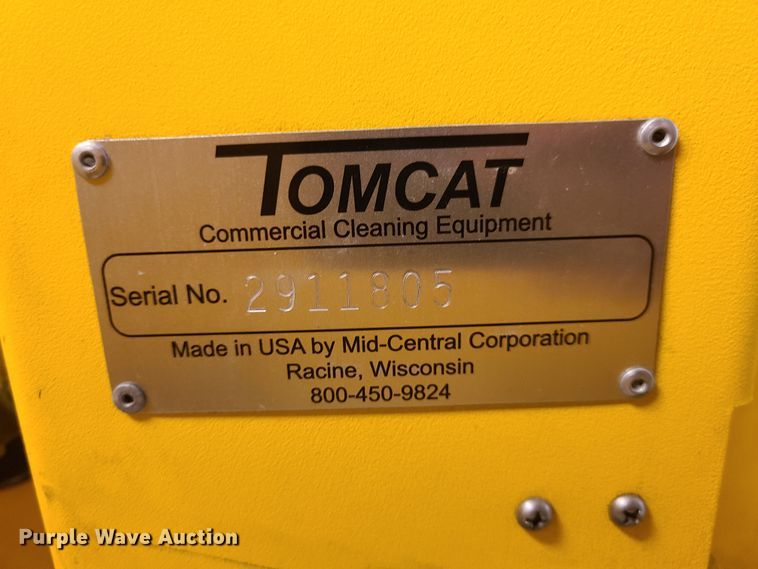 TOMCAT
Commercial Cleaning Equipment
Serial No. 2911805
Made in USA by Mid-Central Corporation
Racine, Wisconsin
800-450-9824
Purple Wave Auction